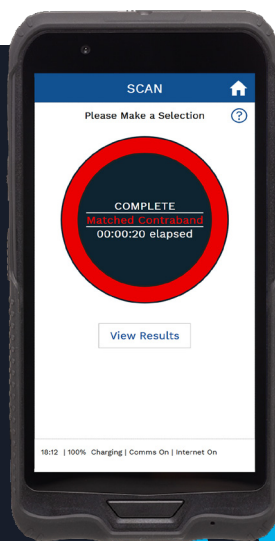 SCAN
Please Make a Selection
?
COMPLETE
Matched Contraband
00:00:20 elapsed
View Results
18:12 | 100% Charging | Comms On | Internet On